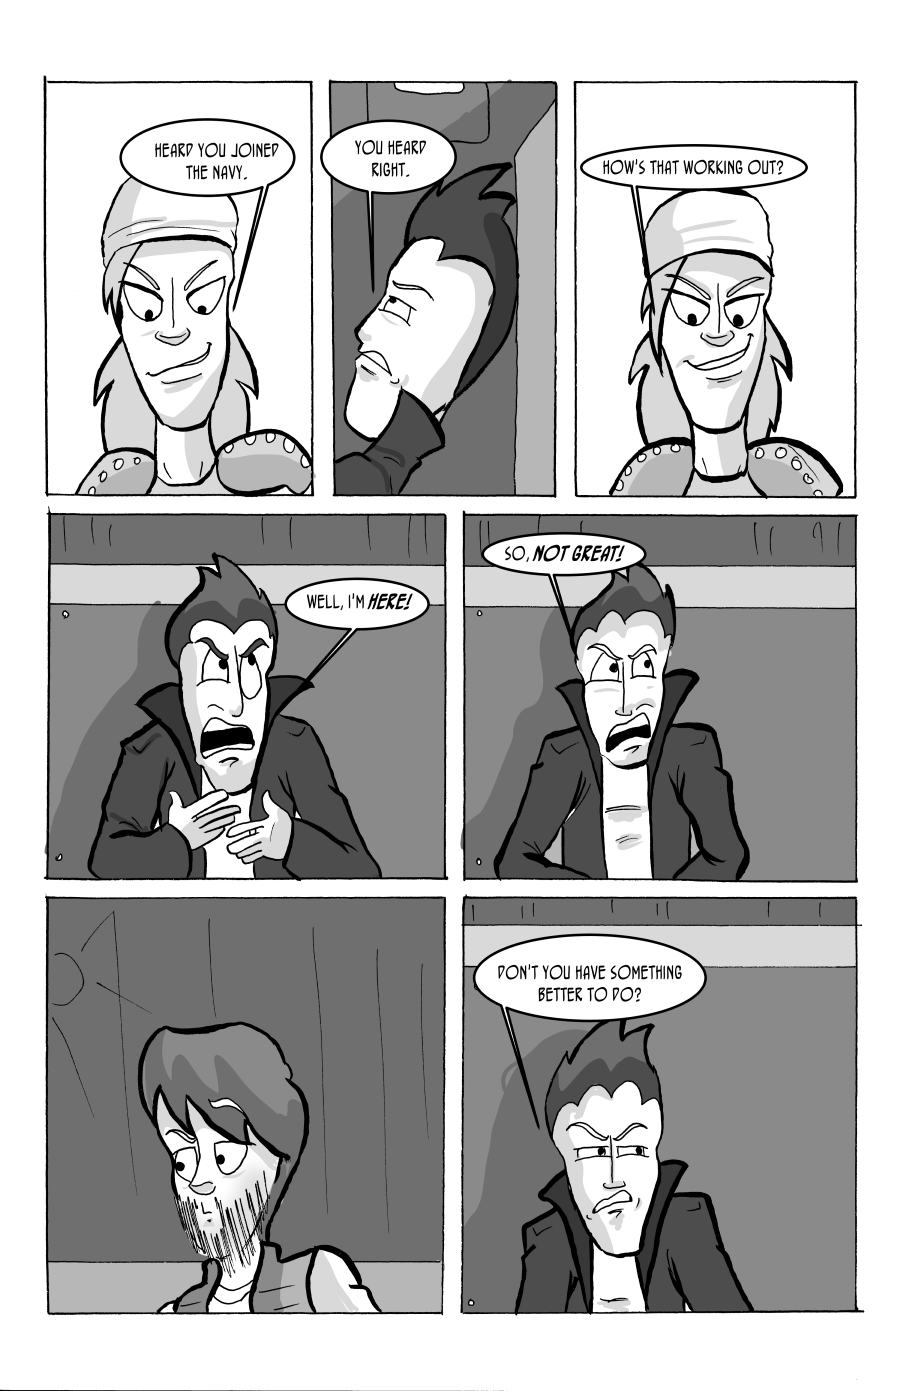 HEARD YOU JOINED
THE NAVY.
YOU HEARD
RIGHT.
HOW'S THAT WORKING OUT?
WELL, I'M HERE!
SO, NOT GREAT!
DON'T YOU HAVE SOMETHING
BETTER TO DO?